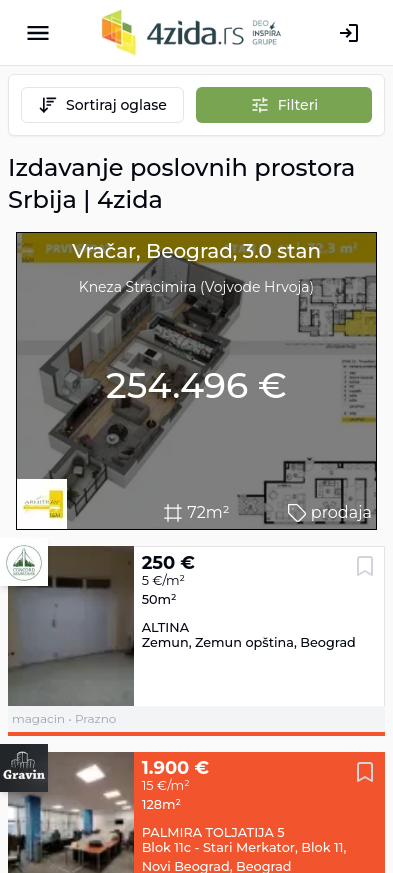 4zida.rs DEO INSPIRA GRUPE
Sortiraj oglase
Filteri
Izdavanje poslovnih prostora
Srbija | 4zida
Vračar, Beograd, 3.0 stan
Kneza Stracimira (Vojvode Hrvoja)
254.496 €
72m²
prodaja
250 €
5 €/m²
50m²
ALTINA
Zemun, Zemun opština, Beograd
magacin • Prazno
Gravin
1.900 €
15 €/m²
128m²
PALMIRA TOLJATIJA 5
Blok 11c - Stari Merkator, Blok 11,
Novi Beograd, Beograd